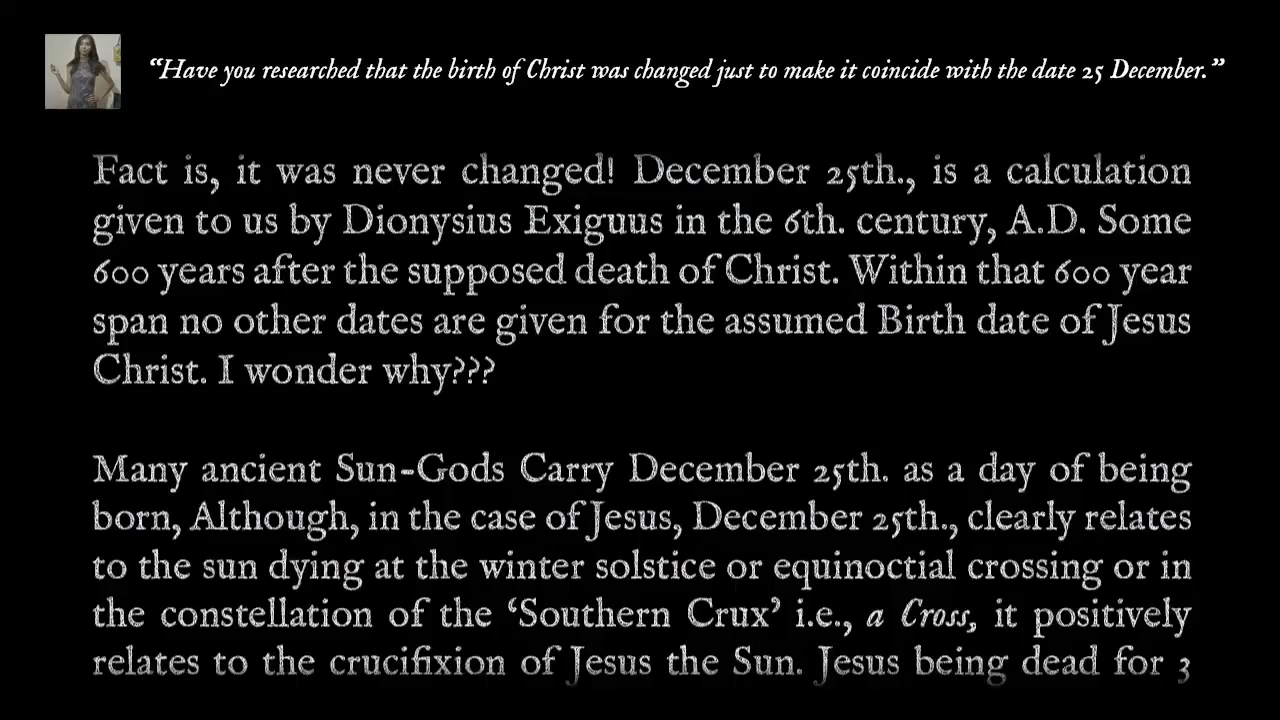 “Have you researched that the birth of Christ was changed just to make it coincide with the date 25 December.”
Fact is, it was never changed! December 25th., is a calculation
given to us by Dionysius Exiguus in the 6th. century, A.D. Some
600 years after the supposed death of Christ. Within that 600 year
span no other dates are given for the assumed Birth date of Jesus
Christ. I wonder why???
Many ancient Sun-Gods Carry December 25th. as a day of being
born, Although, in the case of Jesus, December 25th., clearly relates
to the sun dying at the winter solstice or equinoctial crossing or in
the constellation of the ‘Southern Crux’ i.e., a Cross, it positively
relates to the crucifixion of Jesus the Sun. Jesus being dead for 3